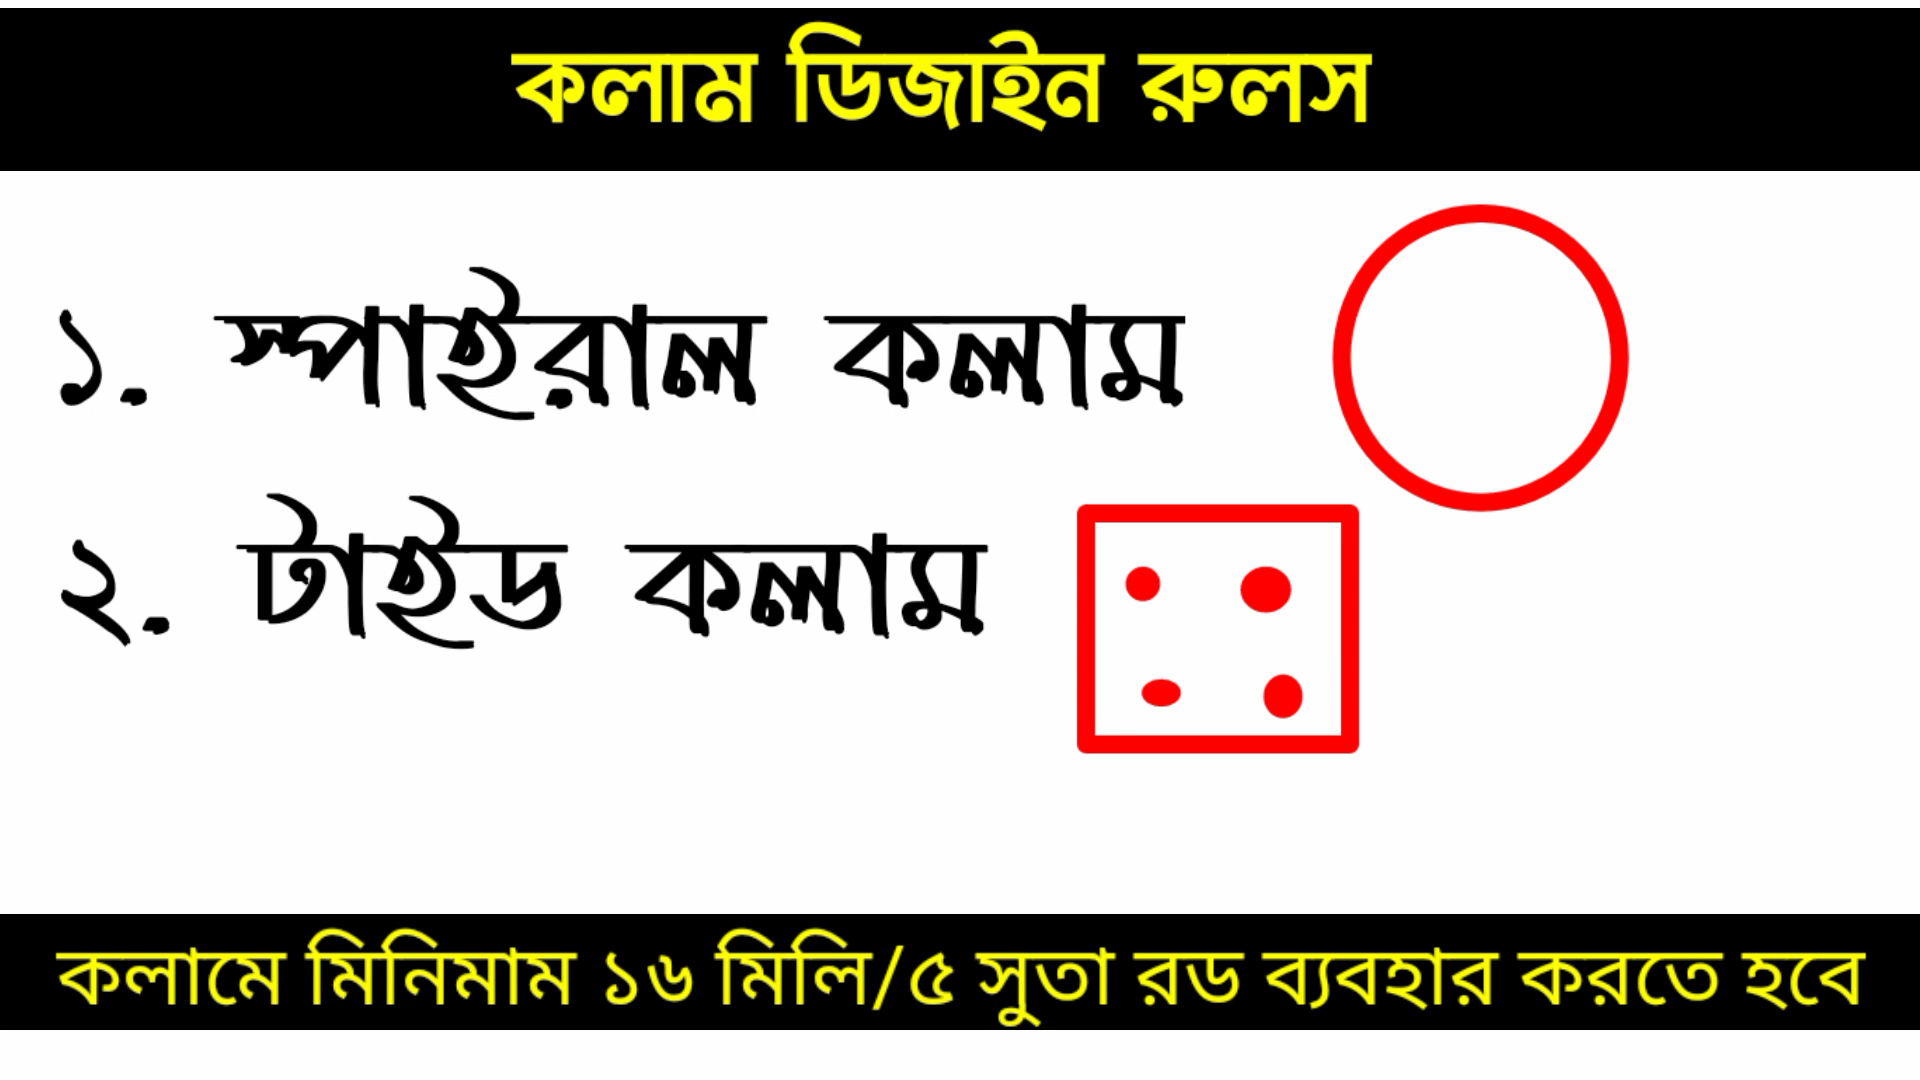 কলাম ডিজাইন রুলস
১. স্পাইরাল কলাম
২. টাইড কলাম
কলামে মিনিমাম ১৬ মিলি/৫ সুতা রড ব্যবহার করতে হবে